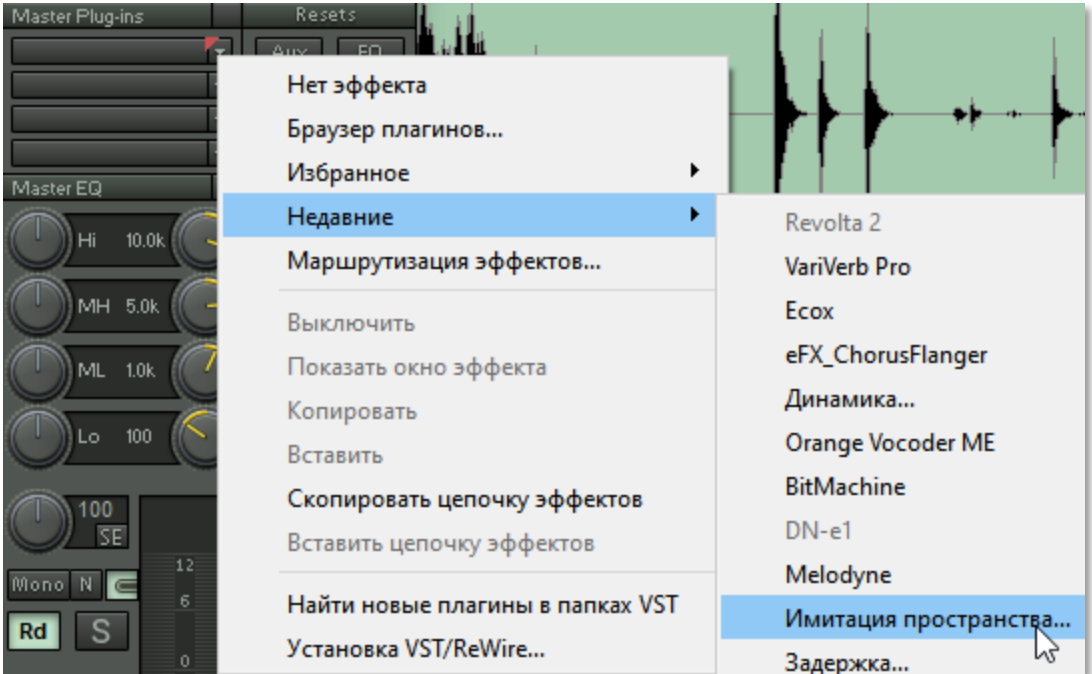 Master Plug-ins
Resets
Aux
EQ
Master EQ
Hi 10.0k
MH 5.0k
ML 1.0k
Lo 100
100
SE
12
6
0
Mono N
Rd S
Нет эффекта
Браузер плагинов...
Избранное
Недавние
Маршрутизация эффектов...
Выключить
Показать окно эффекта
Копировать
Вставить
Скопировать цепочку эффектов
Вставить цепочку эффектов
Найти новые плагины в папках VST
Установка VST/ReWire...
Revolta 2
VariVerb Pro
Ecox
eFX_ChorusFlanger
Динамика...
Orange Vocoder ME
BitMachine
DN-e1
Melodyne
Имитация пространства...
Задержка...